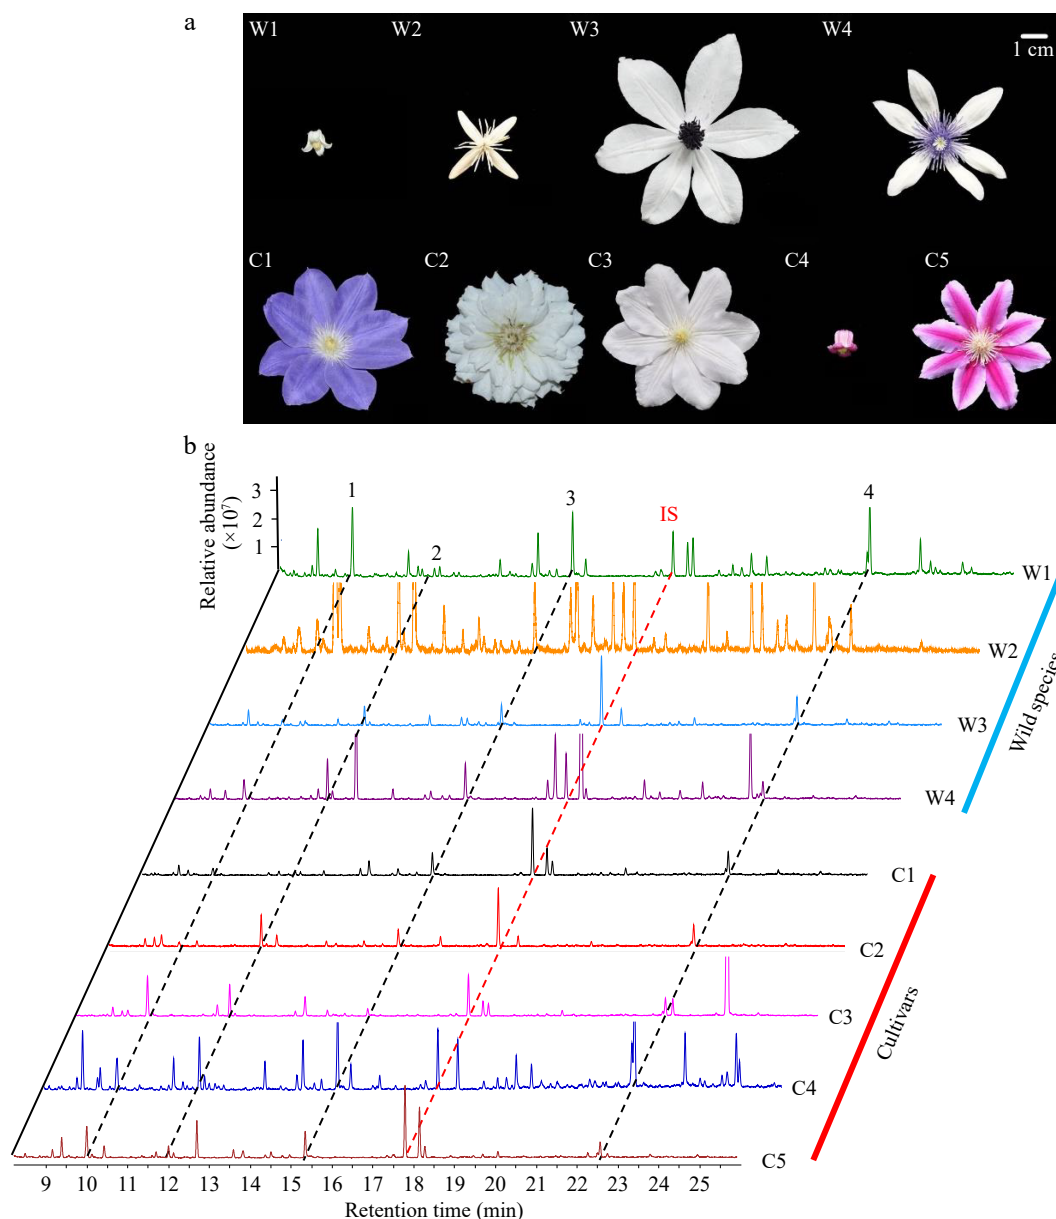 a
W1
W2
W3
W4
1 cm
C1
C2
C3
C4
C5
b
Relative abundance
(×10⁷)
3
2
1
1
2
3
IS
4
W1
W2
W3
W4
C1
C2
C3
C4
C5
Wild species
Cultivars
9 10 11 12 13 14 15 16 17 18 19 20 21 22 23 24 25
Retention time (min)